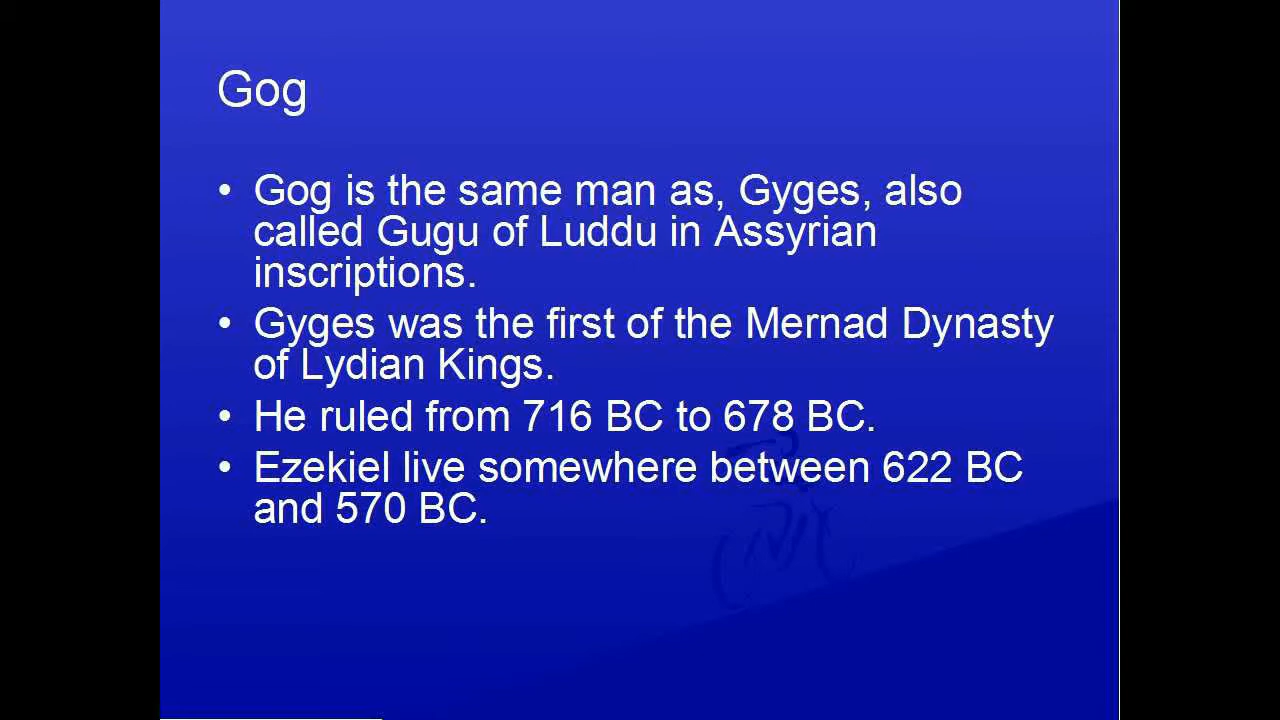 Gog
• Gog is the same man as, Gyges, also
called Gugu of Luddu in Assyrian
inscriptions.
• Gyges was the first of the Mernad Dynasty
of Lydian Kings.
• He ruled from 716 BC to 678 BC.
• Ezekiel live somewhere between 622 BC
and 570 BC.